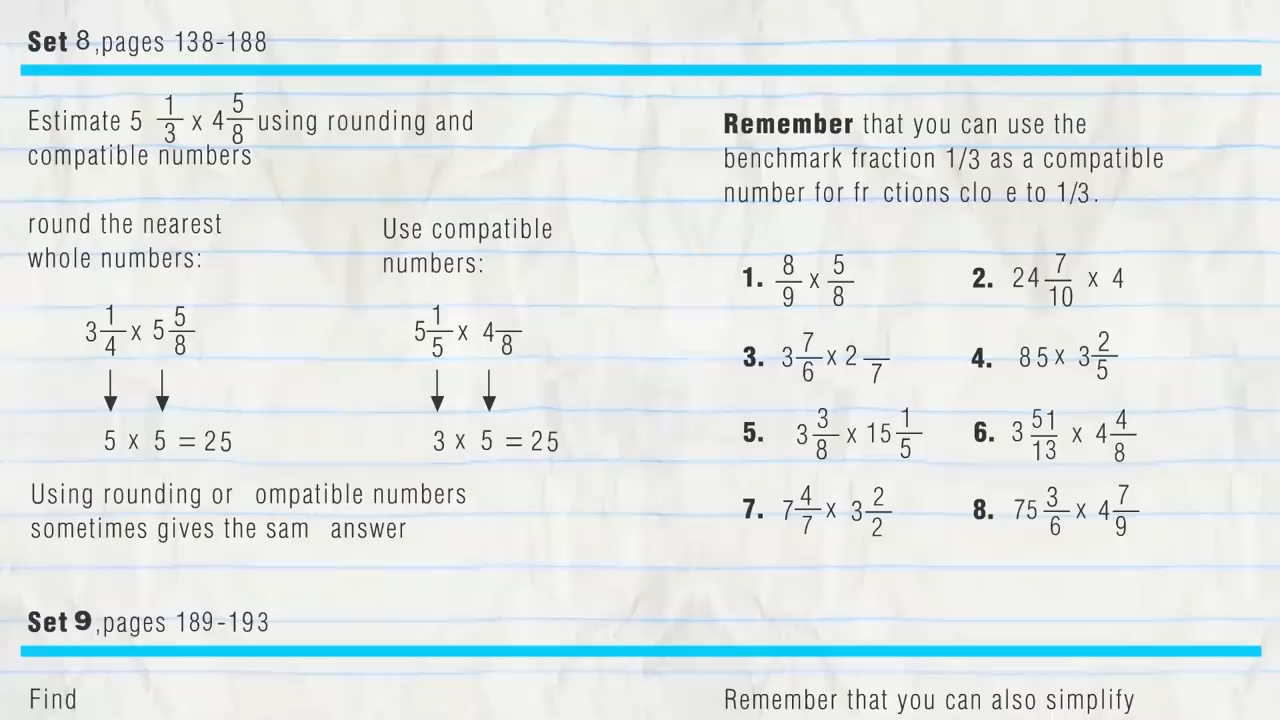 Set 8,pages 138-188
Estimate 5 1/3 x 4 5/8 using rounding and
compatible numbers
round the nearest
whole numbers:
3 1/4 x 5 5/8
5 x 5 = 25
Use compatible
numbers:
5 1/5 x 4 /8
3 x 5 = 25
Using rounding or ompatible numbers
sometimes gives the sam answer
Remember that you can use the
benchmark fraction 1/3 as a compatible
number for fr ctions clo e to 1/3.
1. 8/9 x 5/8
2. 24 7/10 x 4
3. 3 7/6 x 2 /7
4. 85 x 3 2/5
5. 3 3/8 x 15 1/5
6. 3 51/13 x 4 4/8
7. 7 4/7 x 3 2/2
8. 75 3/6 x 4 7/9
Set 9,pages 189-193
Find
Remember that you can also simplify